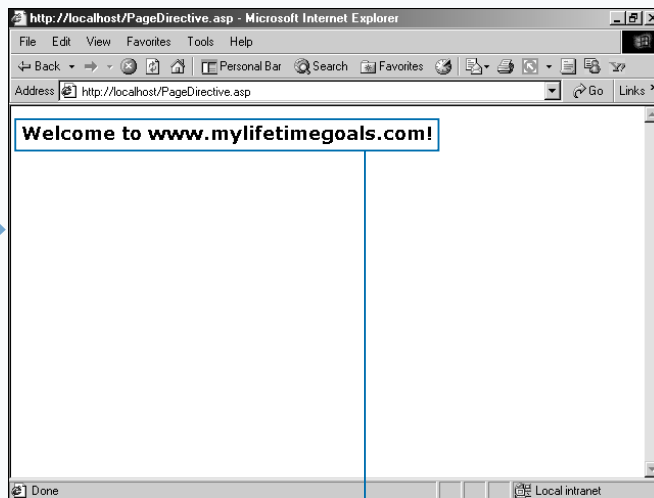 http://localhost/PageDirective.asp - Microsoft Internet Explorer
File Edit View Favorites Tools Help
Back Personal Bar Search Favorites
Address http://localhost/PageDirective.asp Go Links »
Welcome to www.mylifetimegoals.com!
Done Local intranet